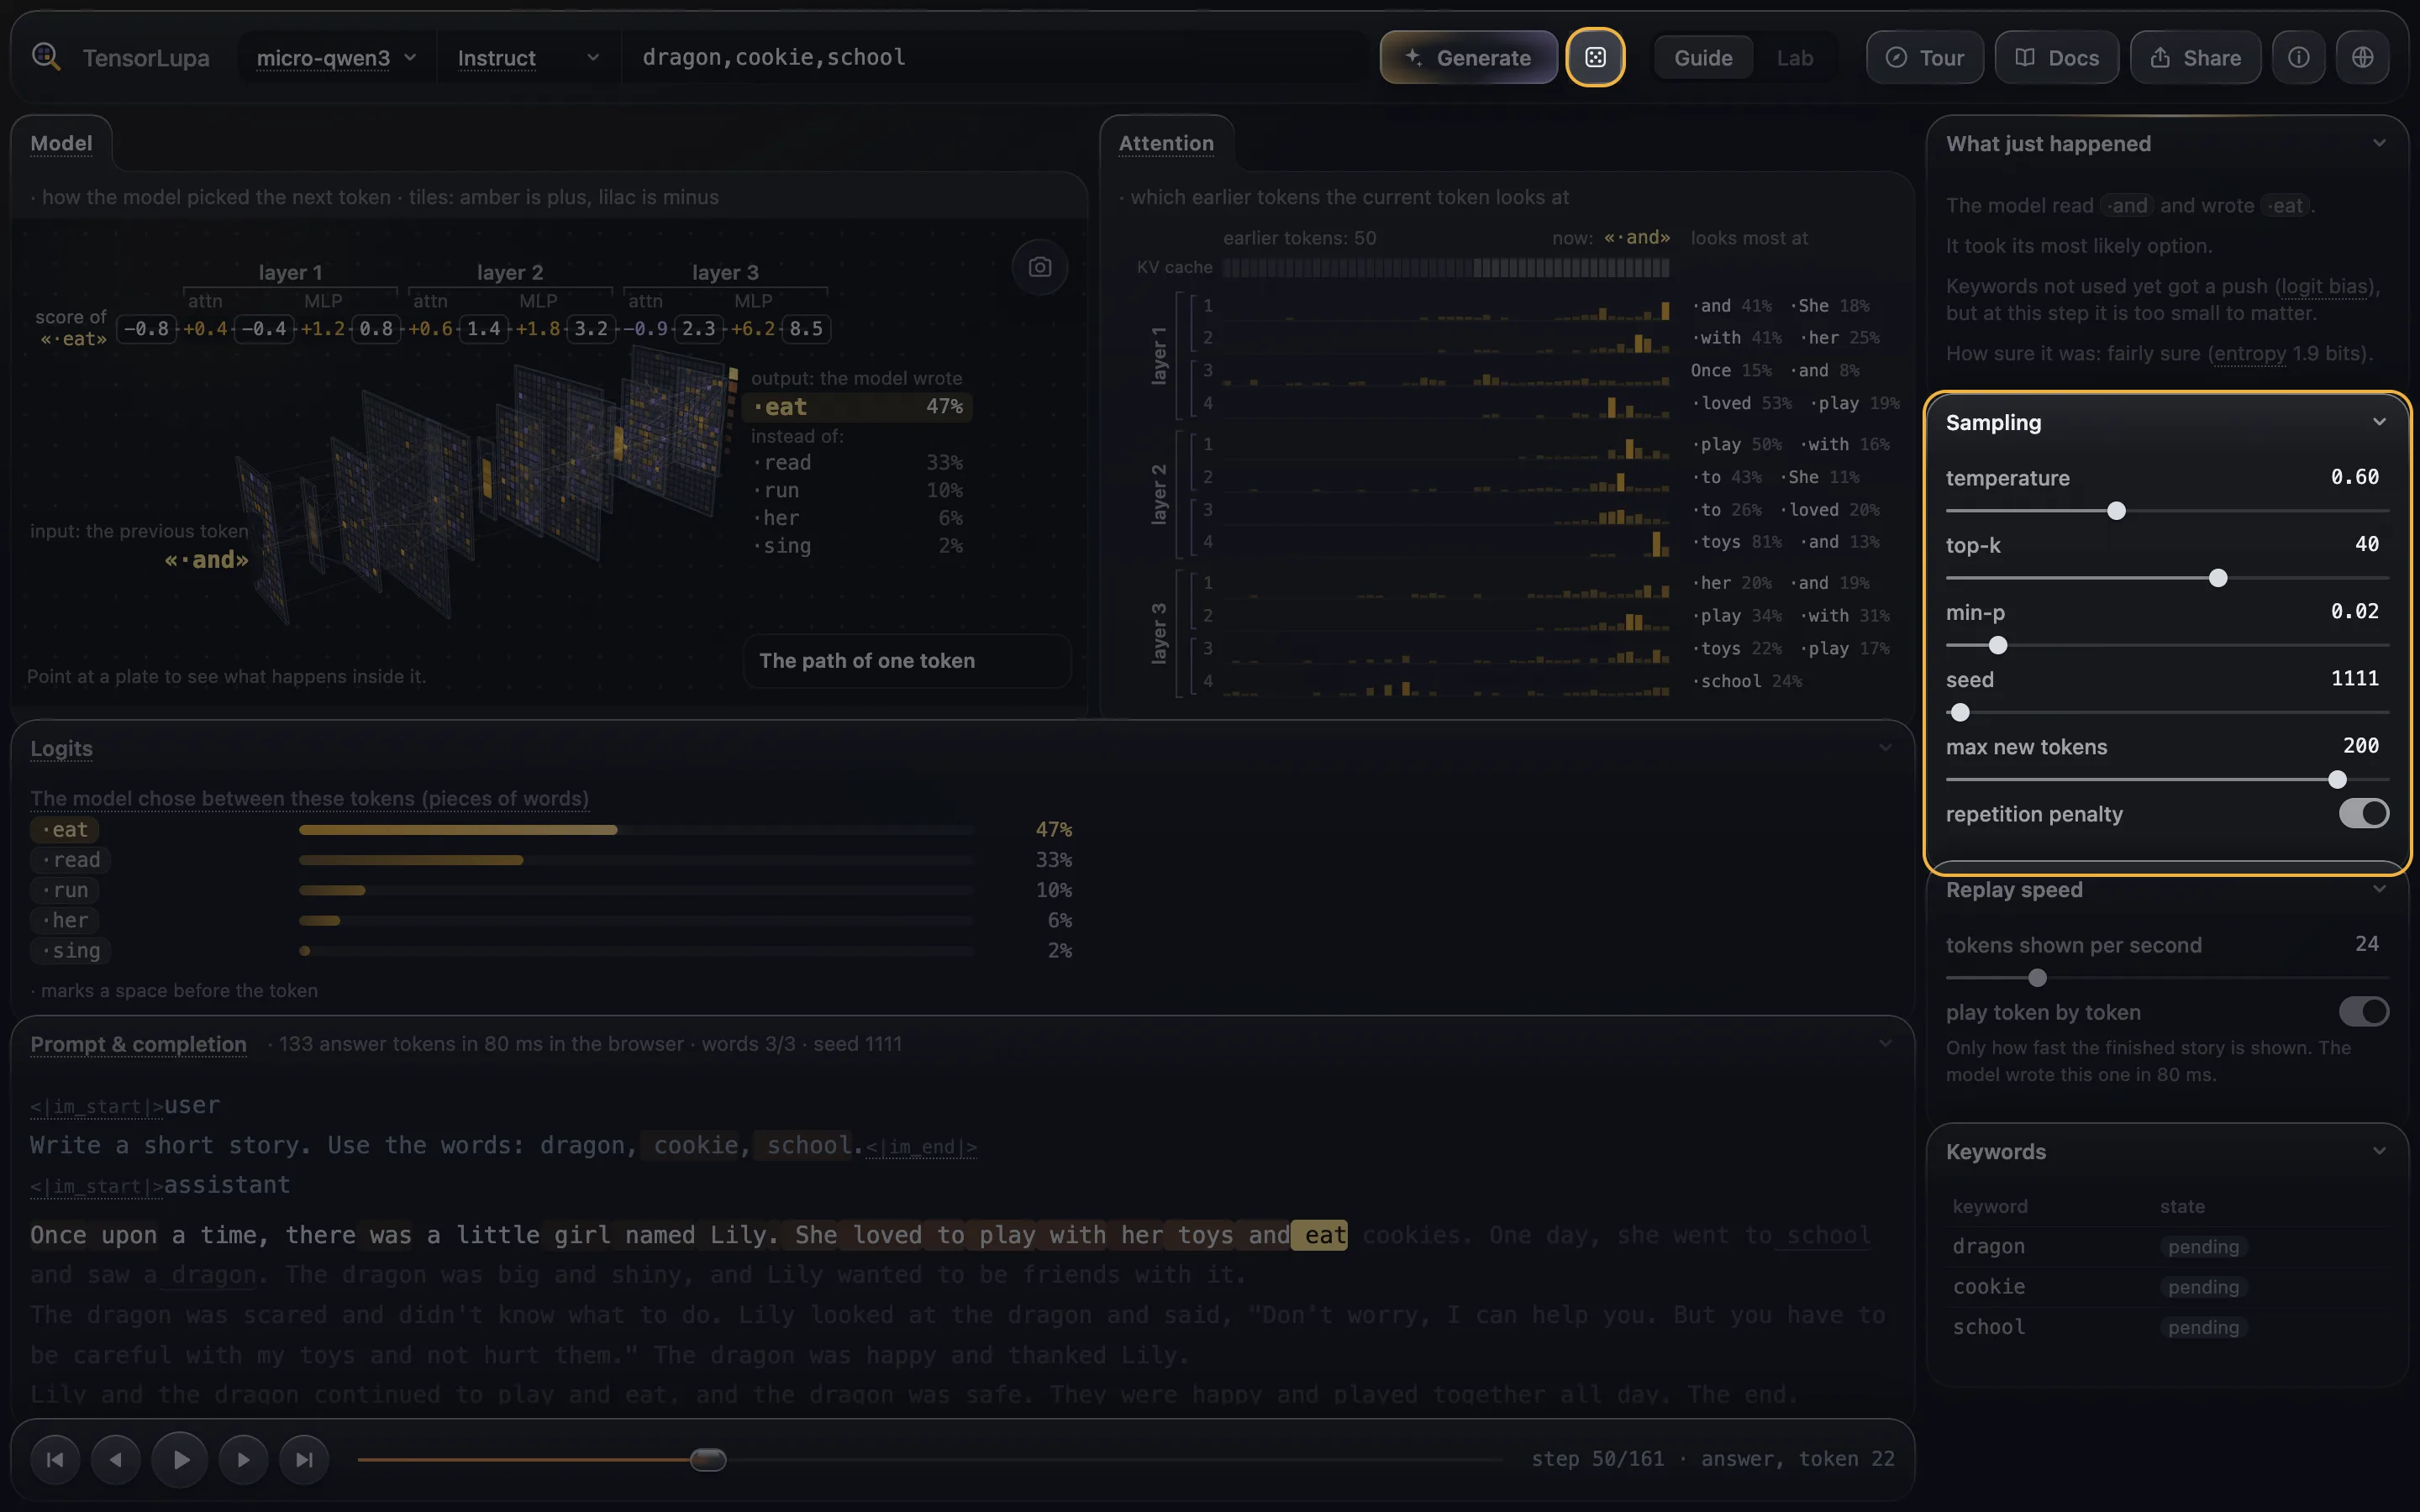 TensorLupa
micro-qwen3
Instruct
dragon,cookie,school
Generate
Guide
Lab
Tour
Docs
Share
Model
· how the model picked the next token · tiles: amber is plus, lilac is minus
layer 1
layer 2
layer 3
attn MLP attn MLP attn MLP
score of
«·eat»
−0.8 +0.4 −0.4 +1.2 0.8 +0.6 1.4 +1.8 3.2 −0.9 2.3 +6.2 8.5
output: the model wrote
·eat 47%
instead of:
·read 33%
·run 10%
·her 6%
·sing 2%
input: the previous token
«·and»
Point at a plate to see what happens inside it.
The path of one token
Attention
· which earlier tokens the current token looks at
earlier tokens: 50 now: «·and» looks most at
KV cache
layer 1
1 ·and 41% ·She 18%
2 ·with 41% ·her 25%
3 Once 15% ·and 8%
4 ·loved 53% ·play 19%
layer 2
1 ·play 50% ·with 16%
2 ·to 43% ·She 11%
3 ·to 26% ·loved 20%
4 ·toys 81% ·and 13%
layer 3
1 ·her 20% ·and 19%
2 ·play 34% ·with 31%
3 ·toys 22% ·play 17%
4 ·school 24%
Logits
The model chose between these tokens (pieces of words)
·eat 47%
·read 33%
·run 10%
·her 6%
·sing 2%
· marks a space before the token
Prompt & completion · 133 answer tokens in 80 ms in the browser · words 3/3 · seed 1111
<|im_start|>user
Write a short story. Use the words: dragon, cookie, school.<|im_end|>
<|im_start|>assistant
Once upon a time, there was a little girl named Lily. She loved to play with her toys and eat cookies. One day, she went to school
and saw a dragon. The dragon was big and shiny, and Lily wanted to be friends with it.
The dragon was scared and didn't know what to do. Lily looked at the dragon and said, "Don't worry, I can help you. But you have to
be careful with my toys and not hurt them." The dragon was happy and thanked Lily.
Lily and the dragon continued to play and eat, and the dragon was safe. They were happy and played together all day. The end.
step 50/161 · answer, token 22
What just happened
The model read ·and and wrote ·eat.
It took its most likely option.
Keywords not used yet got a push (logit bias),
but at this step it is too small to matter.
How sure it was: fairly sure (entropy 1.9 bits).
Sampling
temperature 0.60
top-k 40
min-p 0.02
seed 1111
max new tokens 200
repetition penalty
Replay speed
tokens shown per second 24
play token by token
Only how fast the finished story is shown. The
model wrote this one in 80 ms.
Keywords
keyword state
dragon pending
cookie pending
school pending